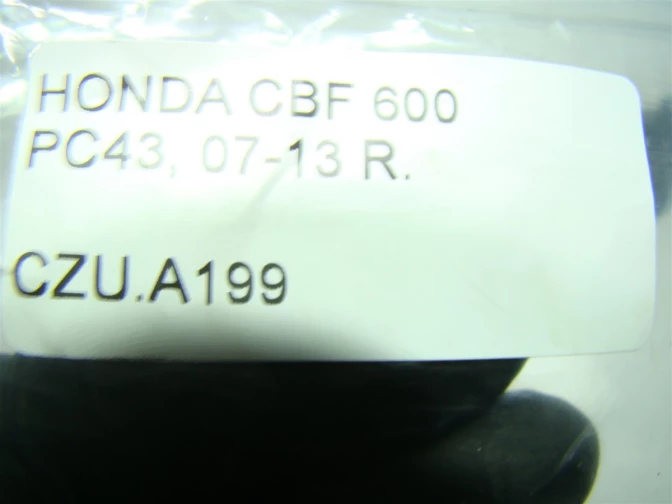 HONDA CBF 600
PC43, 07-13 R.
CZU.A199